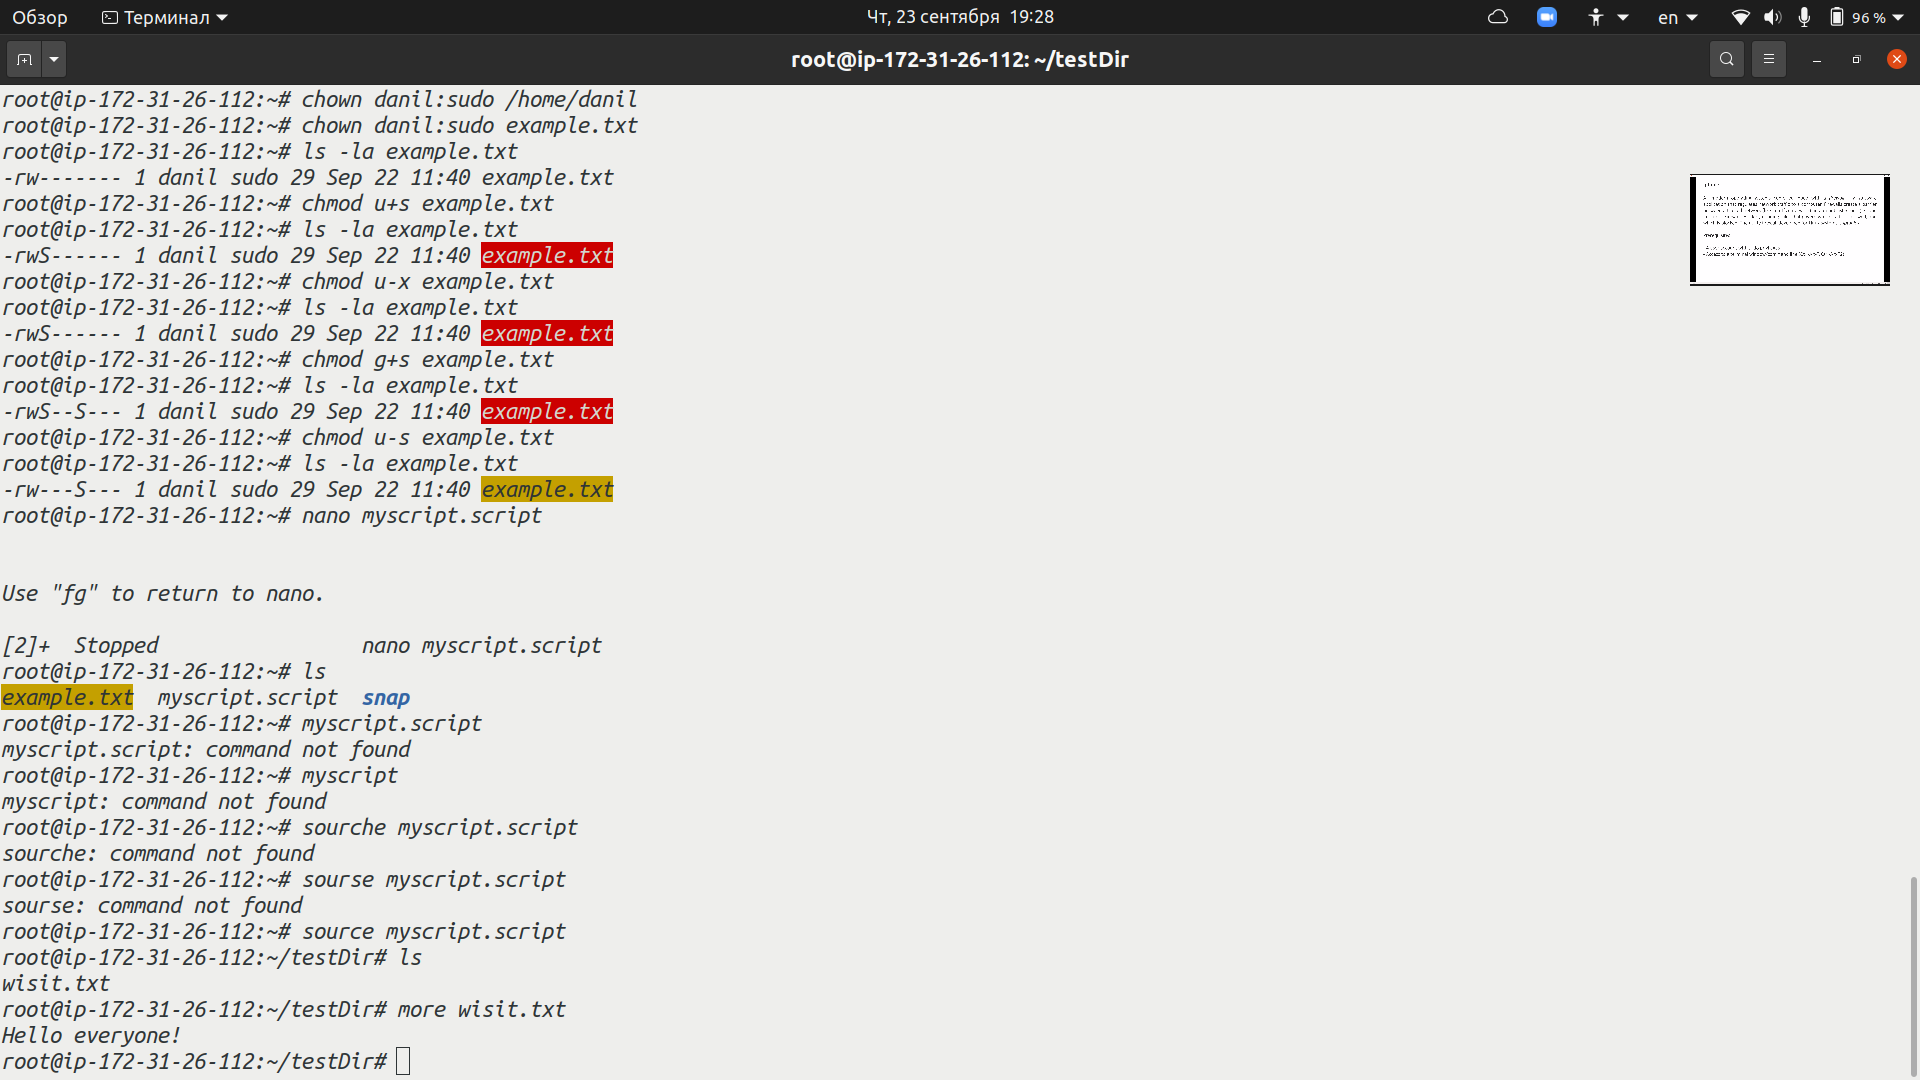 Обзор Терминал Чт, 23 сентября 19:28 en 96 %
root@ip-172-31-26-112: ~/testDir
root@ip-172-31-26-112:~# chown danil:sudo /home/danil
root@ip-172-31-26-112:~# chown danil:sudo example.txt
root@ip-172-31-26-112:~# ls -la example.txt
-rw------- 1 danil sudo 29 Sep 22 11:40 example.txt
root@ip-172-31-26-112:~# chmod u+s example.txt
root@ip-172-31-26-112:~# ls -la example.txt
-rwS------ 1 danil sudo 29 Sep 22 11:40 example.txt
root@ip-172-31-26-112:~# chmod u-x example.txt
root@ip-172-31-26-112:~# ls -la example.txt
-rwS------ 1 danil sudo 29 Sep 22 11:40 example.txt
root@ip-172-31-26-112:~# chmod g+s example.txt
root@ip-172-31-26-112:~# ls -la example.txt
-rwS--S--- 1 danil sudo 29 Sep 22 11:40 example.txt
root@ip-172-31-26-112:~# chmod u-s example.txt
root@ip-172-31-26-112:~# ls -la example.txt
-rw---S--- 1 danil sudo 29 Sep 22 11:40 example.txt
root@ip-172-31-26-112:~# nano myscript.script
Use "fg" to return to nano.
[2]+  Stopped                 nano myscript.script
root@ip-172-31-26-112:~# ls
example.txt  myscript.script  snap
root@ip-172-31-26-112:~# myscript.script
myscript.script: command not found
root@ip-172-31-26-112:~# myscript
myscript: command not found
root@ip-172-31-26-112:~# sourche myscript.script
sourche: command not found
root@ip-172-31-26-112:~# sourse myscript.script
sourse: command not found
root@ip-172-31-26-112:~# source myscript.script
root@ip-172-31-26-112:~/testDir# ls
wisit.txt
root@ip-172-31-26-112:~/testDir# more wisit.txt
Hello everyone!
root@ip-172-31-26-112:~/testDir#